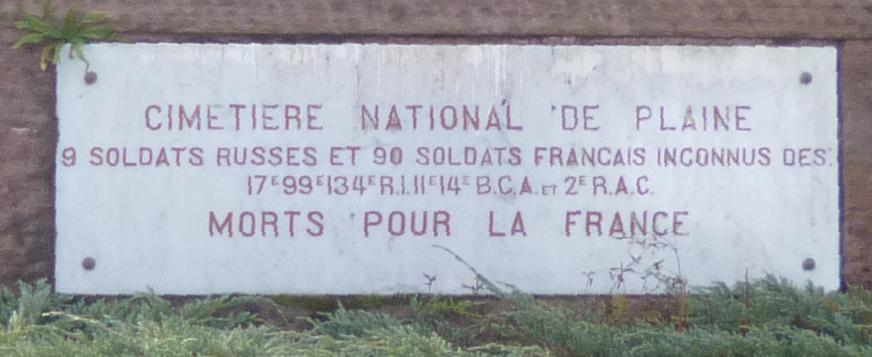 CIMETIERE NATIONAL DE PLAINE
9 SOLDATS RUSSES ET 90 SOLDATS FRANCAIS INCONNUS DES
17E 99E 134E R.I. 11E 14E B.C.A. ET 2E R.A.C.
MORTS POUR LA FRANCE